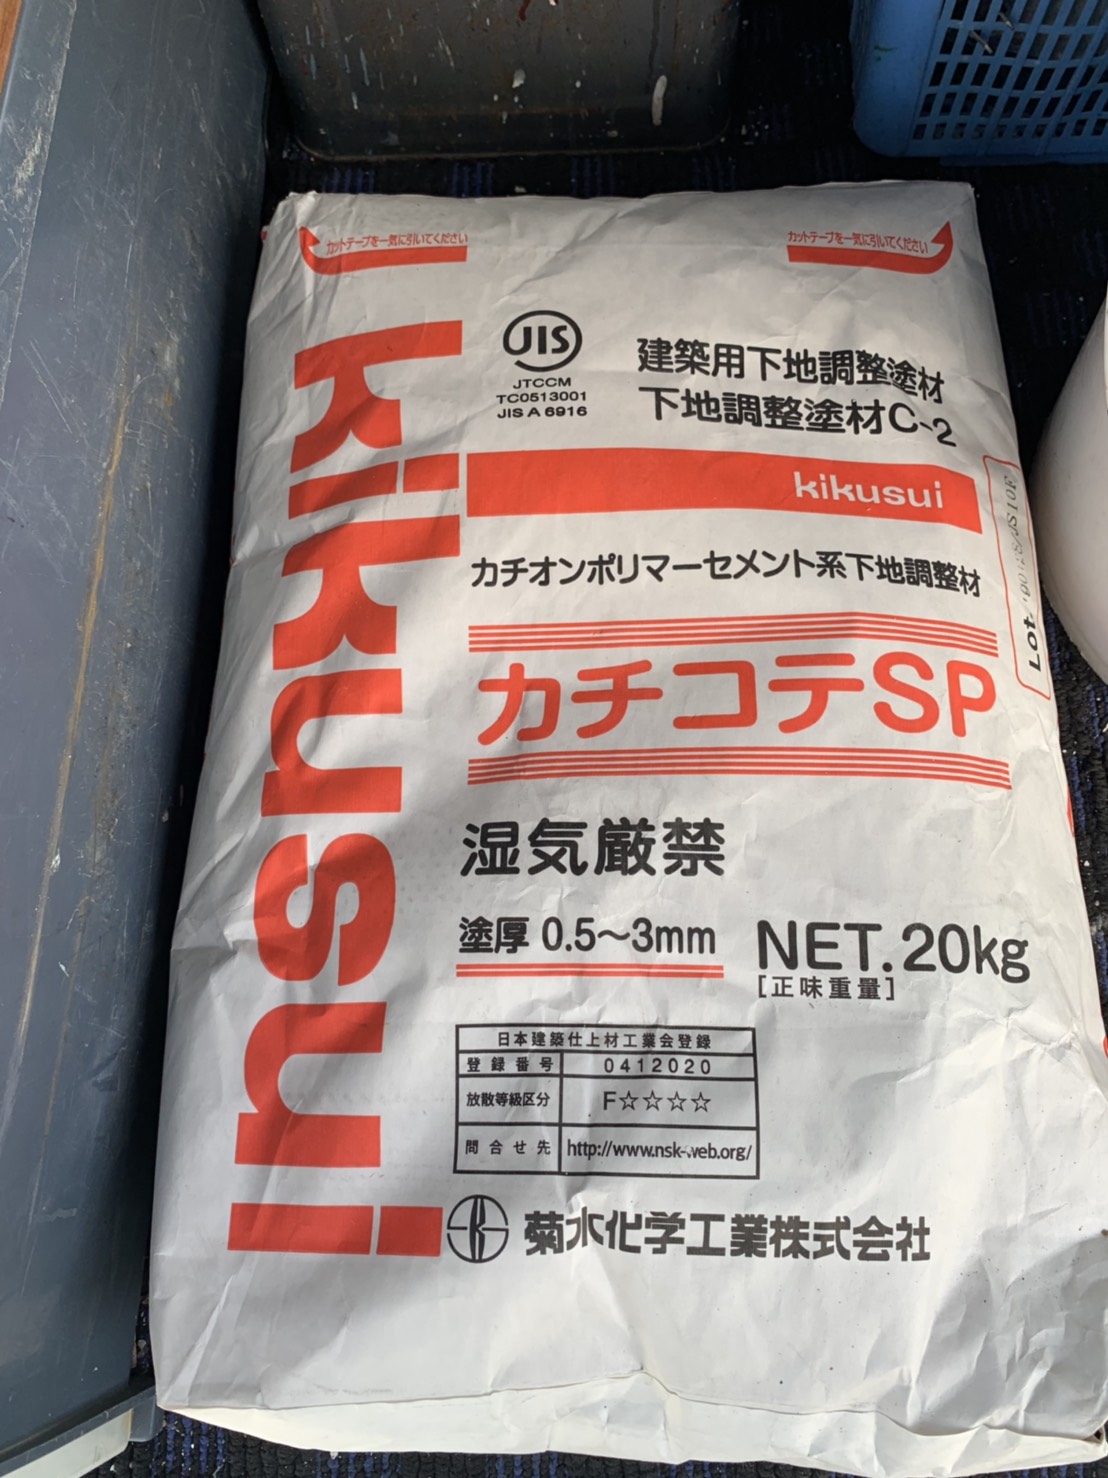 カットテープを一気に引いてください
カットテープを一気に引いてください
kikusui
JIS
JTCCM
TC0513001
JIS A 6916
建築用下地調整塗材
下地調整塗材C-2
kikusui
カチオンポリマーセメント系下地調整材
カチコテSP
湿気厳禁
塗厚 0.5～3mm
NET. 20kg
[正味重量]
日本建築仕上材工業会登録
登録番号 0412020
放散等級区分 F☆☆☆☆
問合せ先 http://www.nsk-web.org/
菊水化学工業株式会社
Lot.